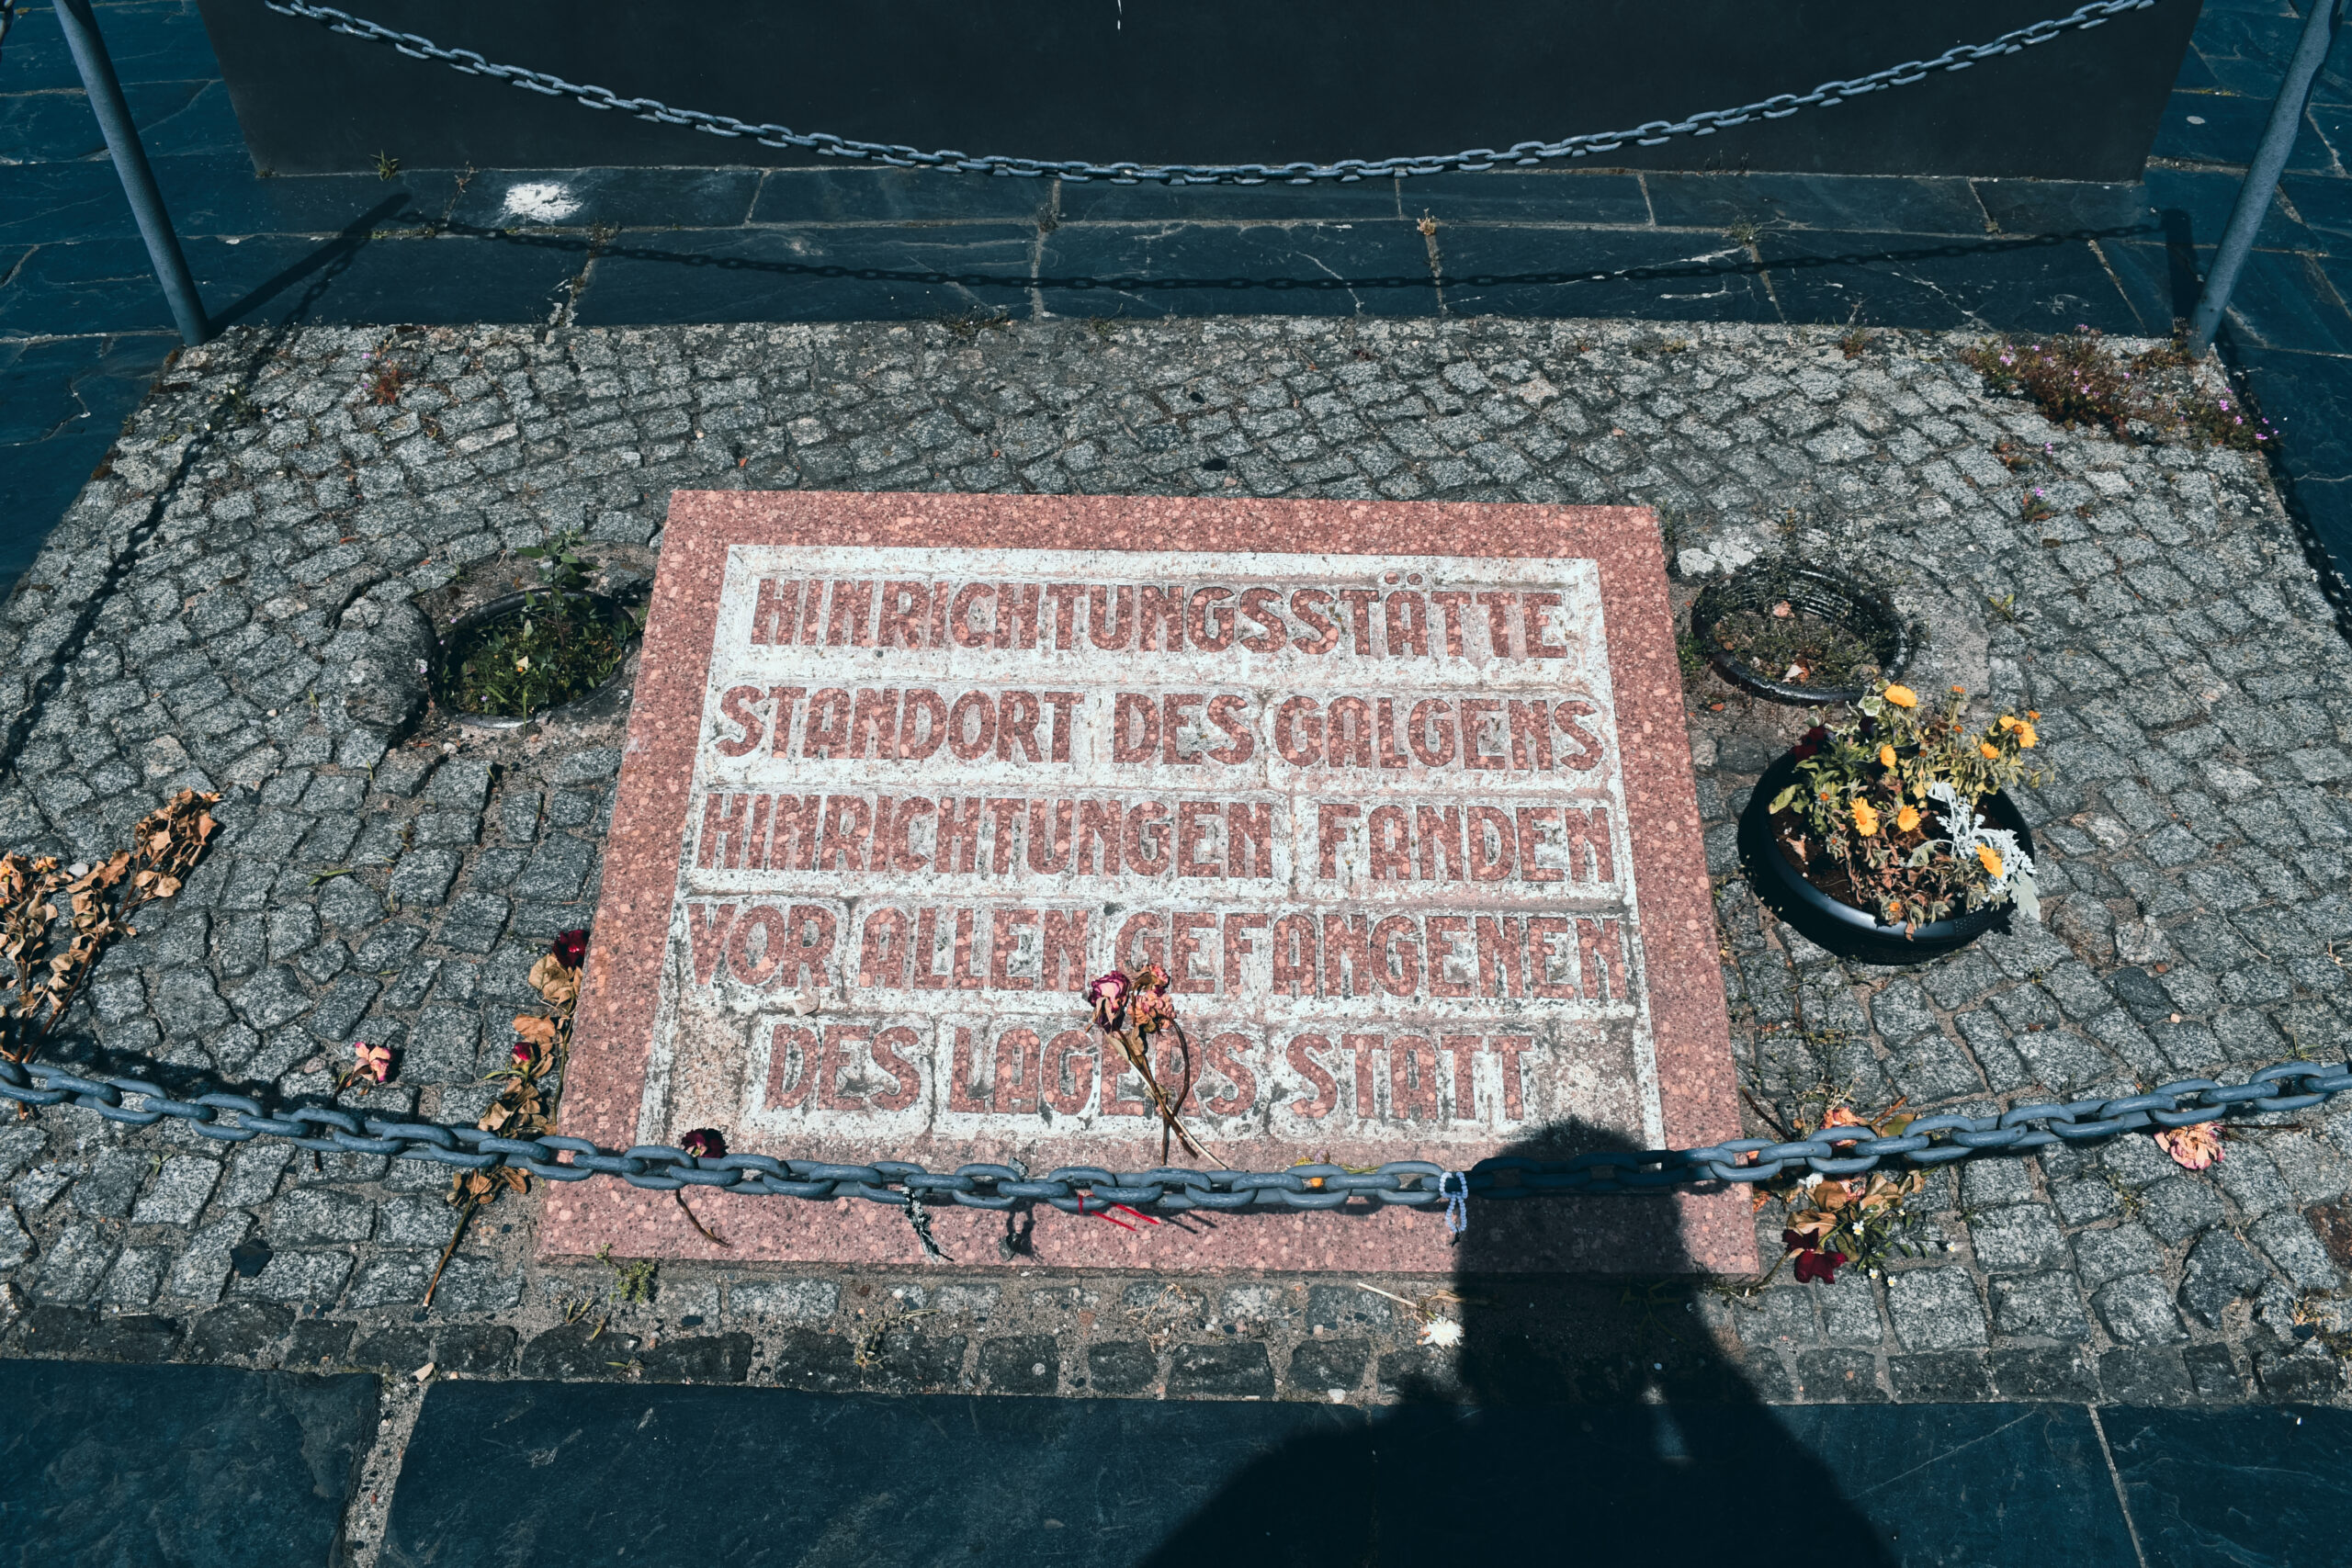 HINRICHTUNGSSTÄTTE
STANDORT DES GALGENS
HINRICHTUNGEN FANDEN
VOR ALLEN GEFANGENEN
DES LAGERS STATT